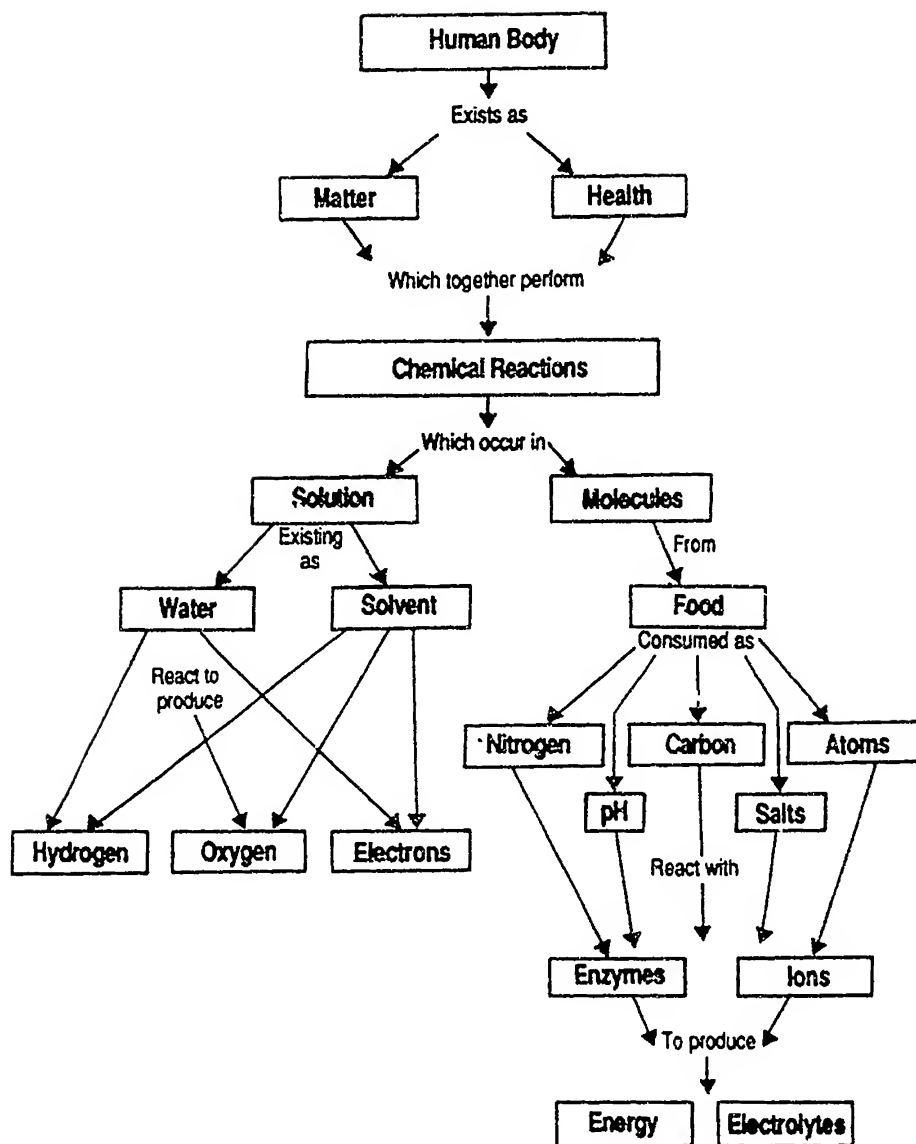 Human Body
Exists as
Matter
Health
Which together perform
Chemical Reactions
Which occur in
Solution
Molecules
Existing
as
From
Water
Solvent
Food
Consumed as
React to
produce
Nitrogen
Carbon
Atoms
pH
Salts
Hydrogen
Oxygen
Electrons
React with
Enzymes
Ions
To produce
Energy
Electrolytes